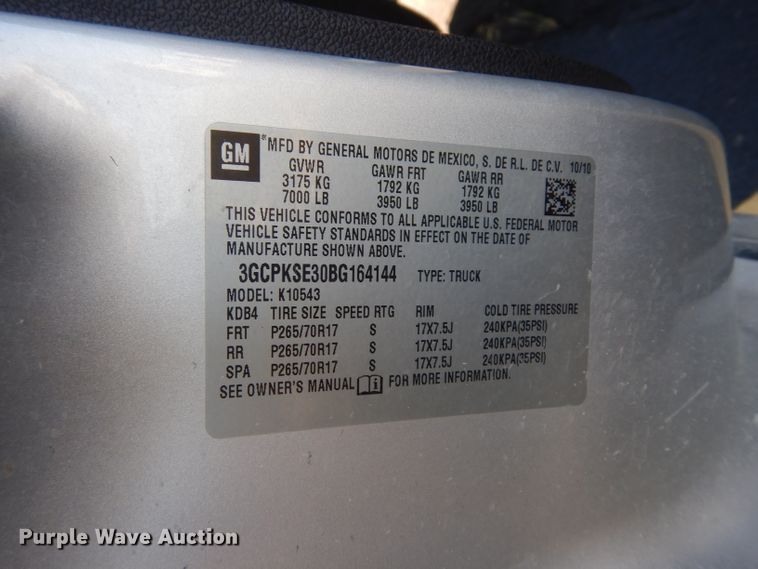 GM
MFD BY GENERAL MOTORS DE MEXICO, S. DE R.L. DE C.V. 10/10
GVWR GAWR FRT GAWR RR
3175 KG 1792 KG 1792 KG
7000 LB 3950 LB 3950 LB
THIS VEHICLE CONFORMS TO ALL APPLICABLE U.S. FEDERAL MOTOR
VEHICLE SAFETY STANDARDS IN EFFECT ON THE DATE OF
MANUFACTURE SHOWN ABOVE.
3GCPKSE30BG164144 TYPE: TRUCK
MODEL: K10543
KDB4 TIRE SIZE SPEED RTG RIM COLD TIRE PRESSURE
FRT P265/70R17 S 17X7.5J 240KPA(35PSI)
RR P265/70R17 S 17X7.5J 240KPA(35PSI)
SPA P265/70R17 S 17X7.5J 240KPA(35PSI)
SEE OWNER'S MANUAL FOR MORE INFORMATION.
Purple Wave Auction